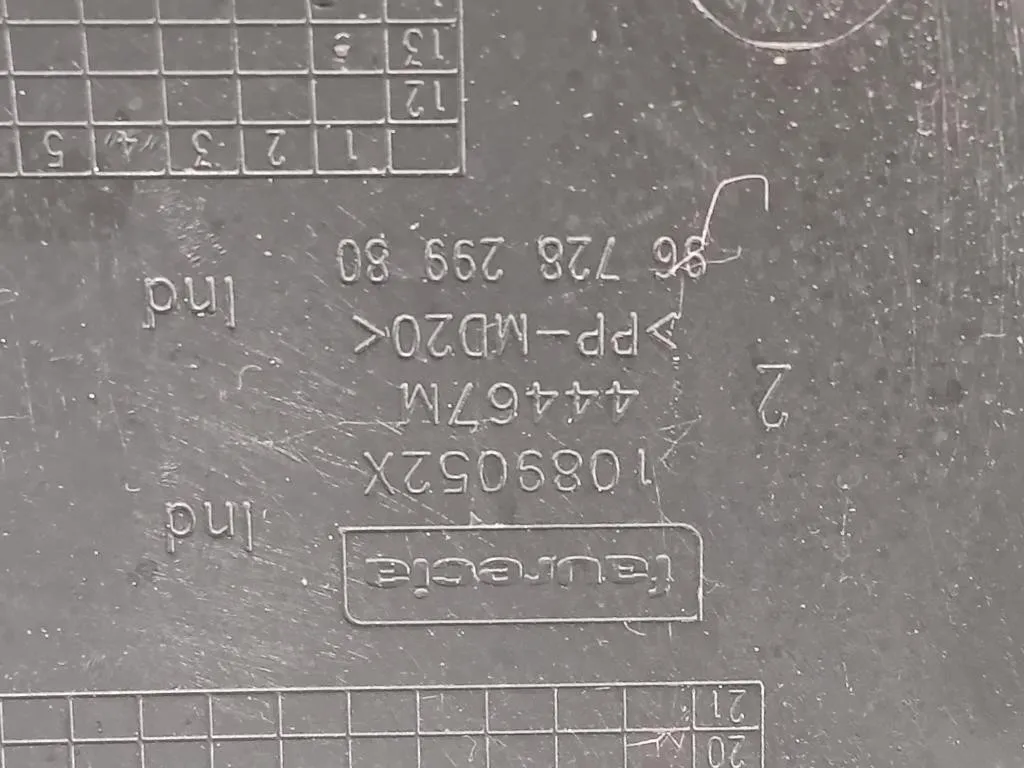 20
21
faurecia
Ind
1089052X
44467M
2
>PP-MD20<
96 728 299 80
Ind
1 2 3 4 5
12
13